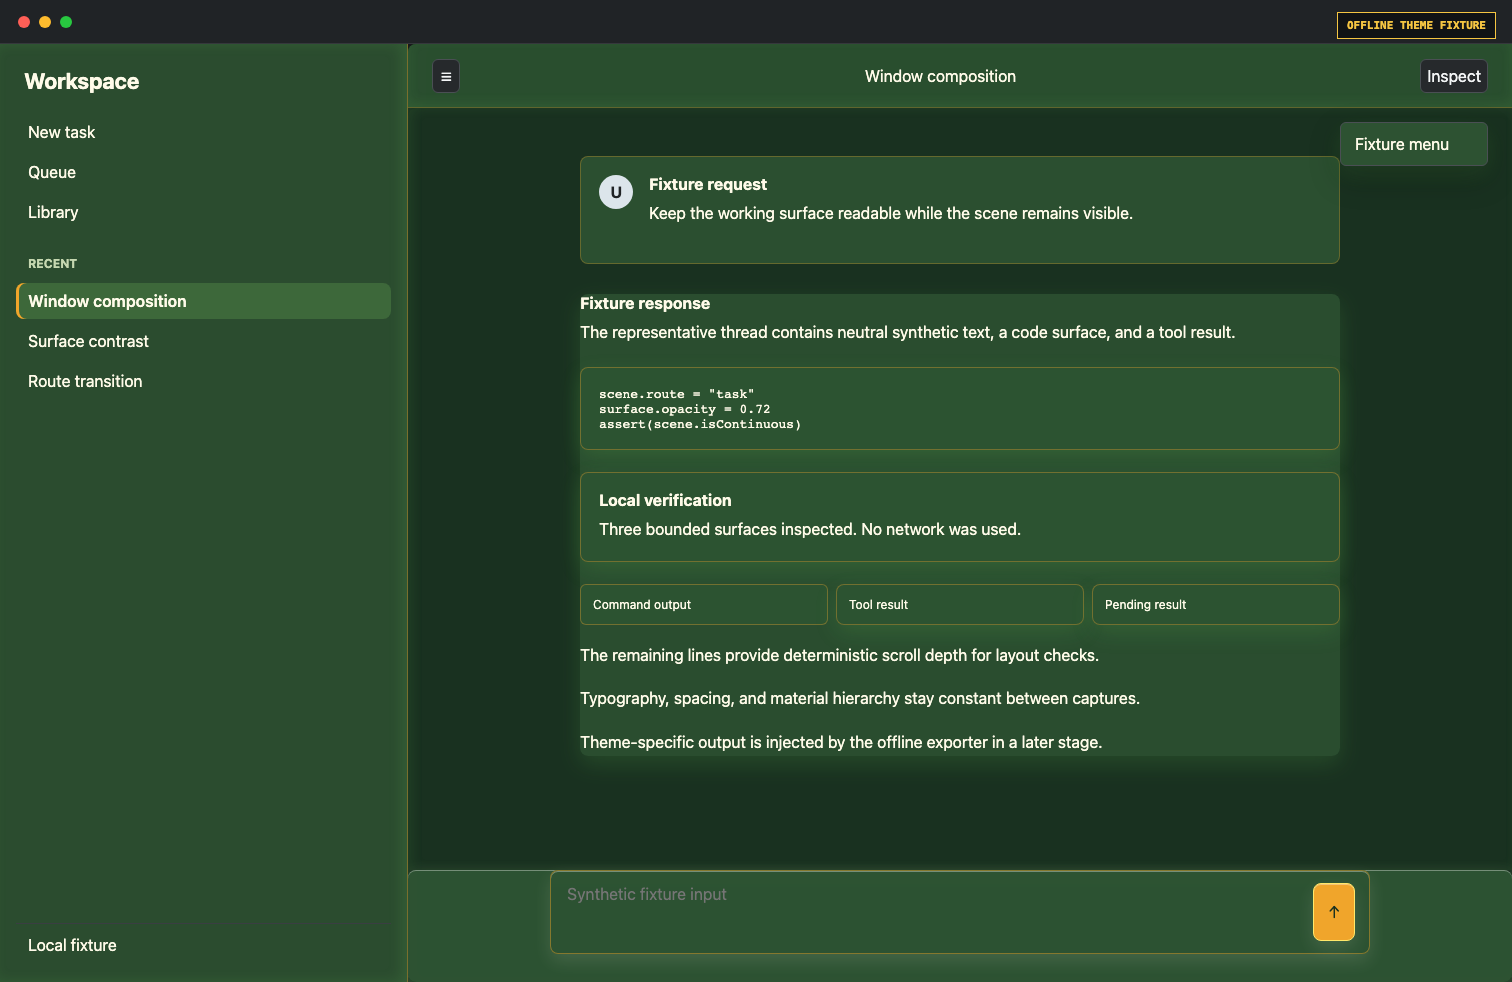 OFFLINE THEME FIXTURE
Workspace
New task
Queue
Library
RECENT
Window composition
Surface contrast
Route transition
Local fixture
Window composition
Inspect
Fixture menu
U
Fixture request
Keep the working surface readable while the scene remains visible.
Fixture response
The representative thread contains neutral synthetic text, a code surface, and a tool result.
scene.route = "task"
surface.opacity = 0.72
assert(scene.isContinuous)
Local verification
Three bounded surfaces inspected. No network was used.
Command output
Tool result
Pending result
The remaining lines provide deterministic scroll depth for layout checks.
Typography, spacing, and material hierarchy stay constant between captures.
Theme-specific output is injected by the offline exporter in a later stage.
Synthetic fixture input